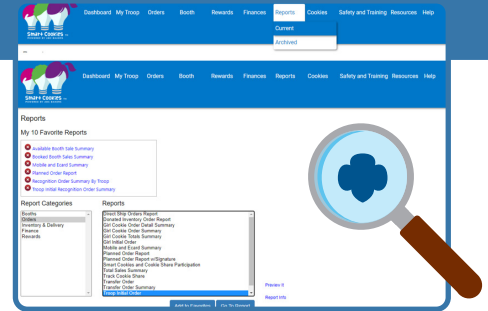 Dashboard My Troop Orders Booth Rewards Finances Reports Cookies Safety and Training Resources Help
Current
Archived
Smart Cookies
Dashboard My Troop Orders Booth Rewards Finances Reports Cookies Safety and Training Resources Help
Smart Cookies
Reports
My 10 Favorite Reports
Available Booth Sale Summary
Booked Booth Sales Summary
Mobile and Ecard Summary
Planned Order Report
Recognition Order Summary By Troop
Troop Initial Recognition Order Summary
Report Categories
Booths
Orders
Inventory & Delivery
Finance
Rewards
Reports
Direct Ship Orders Report
Donated Inventory Order Report
Girl Cookie Order Detail Summary
Girl Cookie Order Summary
Girl Cookie Totals Summary
Girl Initial Order
Mobile and Ecard Summary
Planned Order Report
Planned Order Report w/Signature
Smart Cookies and Cookie Share Participation
Total Sales Summary
Track Cookie Share
Transfer Order
Transfer Order Summary
Troop Initial Order
Preview It
Report Info
Add to Favorites Go To Report